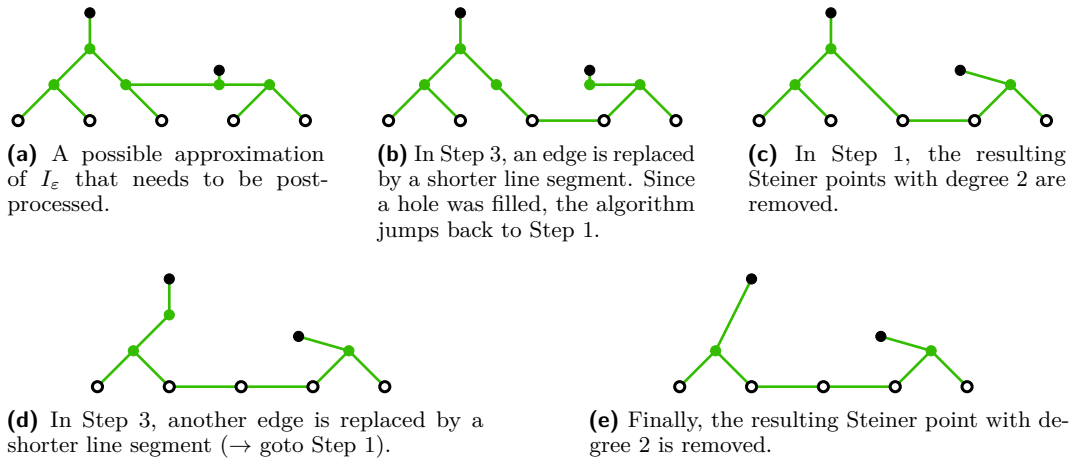 (a) A possible approximation
of I_ε that needs to be post-
processed.
(b) In Step 3, an edge is replaced
by a shorter line segment. Since
a hole was filled, the algorithm
jumps back to Step 1.
(c) In Step 1, the resulting
Steiner points with degree 2 are
removed.
(d) In Step 3, another edge is replaced by a
shorter line segment (→ goto Step 1).
(e) Finally, the resulting Steiner point with de-
gree 2 is removed.